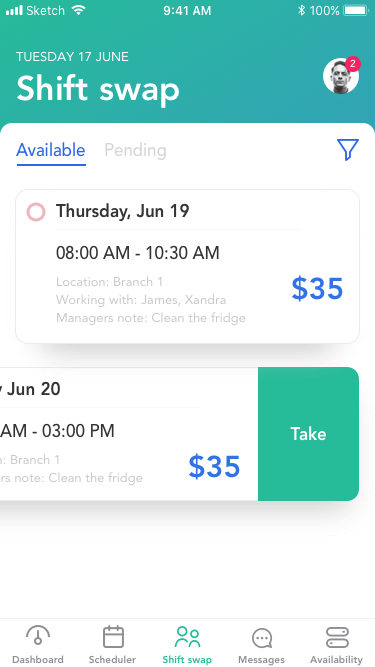 Sketch 9:41 AM 100%
TUESDAY 17 JUNE
Shift swap
2
Available Pending
Thursday, Jun 19
08:00 AM - 10:30 AM
Location: Branch 1
Working with: James, Xandra
Managers note: Clean the fridge
$35
y Jun 20
AM - 03:00 PM
n: Branch 1
rs note: Clean the fridge
$35
Take
Dashboard Scheduler Shift swap Messages Availability